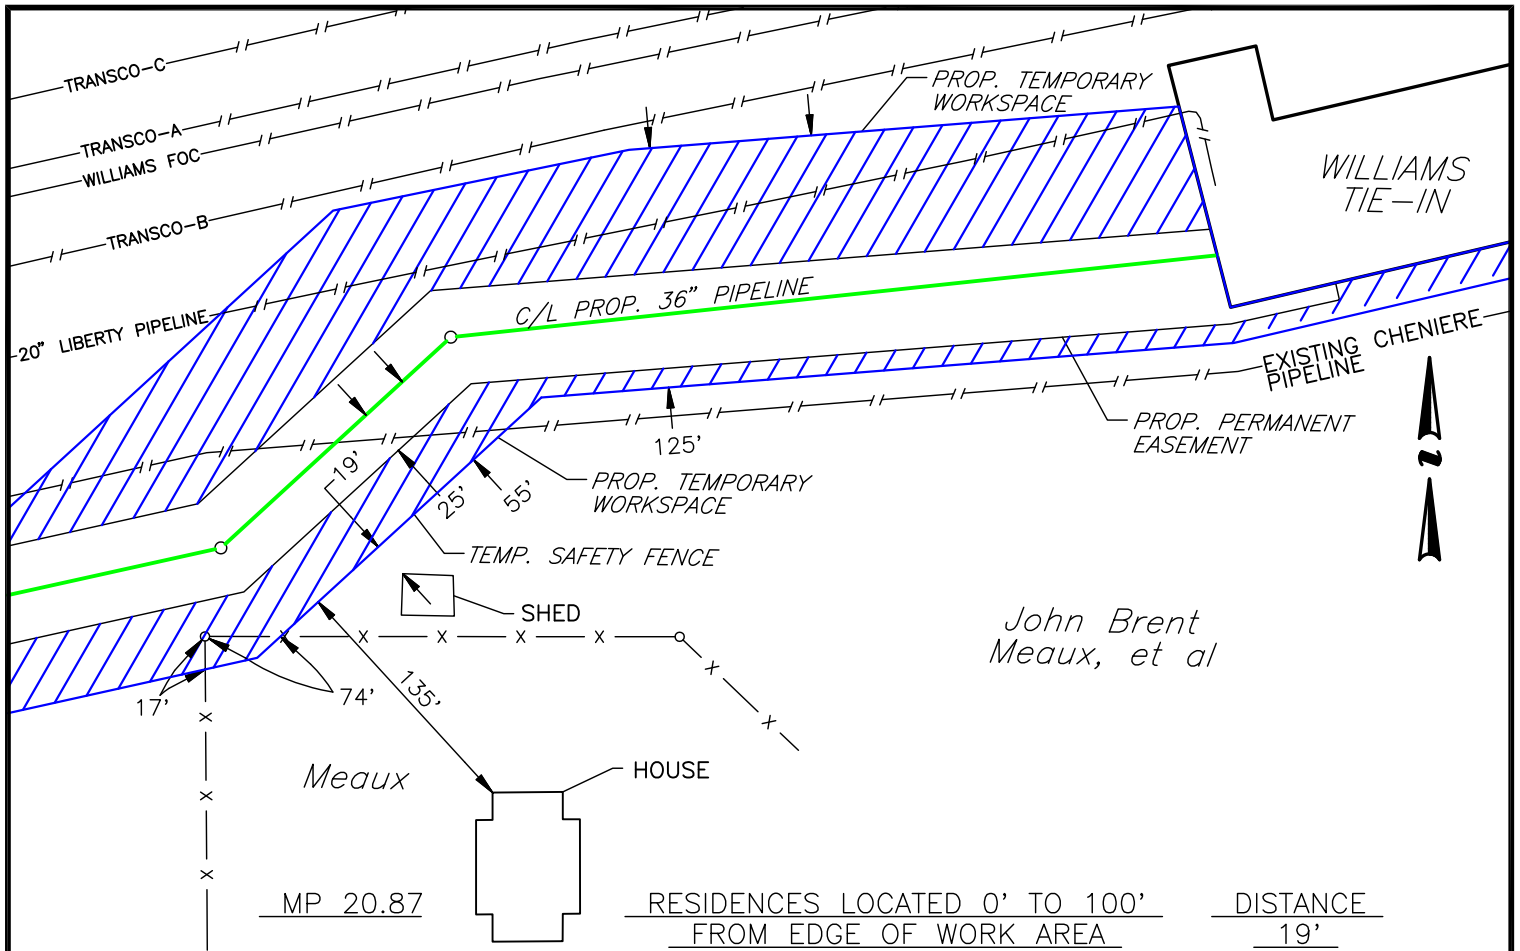 TRANSCO-C
TRANSCO-A
WILLIAMS FOC
TRANSCO-B
20" LIBERTY PIPELINE
PROP. TEMPORARY
WORKSPACE
WILLIAMS
TIE-IN
C/L PROP. 36" PIPELINE
EXISTING CHENIERE
PIPELINE
PROP. PERMANENT
EASEMENT
125'
19'
25'
55'
PROP. TEMPORARY
WORKSPACE
TEMP. SAFETY FENCE
SHED
John Brent
Meaux, et al
17'
74'
135'
Meaux
HOUSE
N
MP 20.87
RESIDENCES LOCATED 0' TO 100'
FROM EDGE OF WORK AREA
DISTANCE
19'